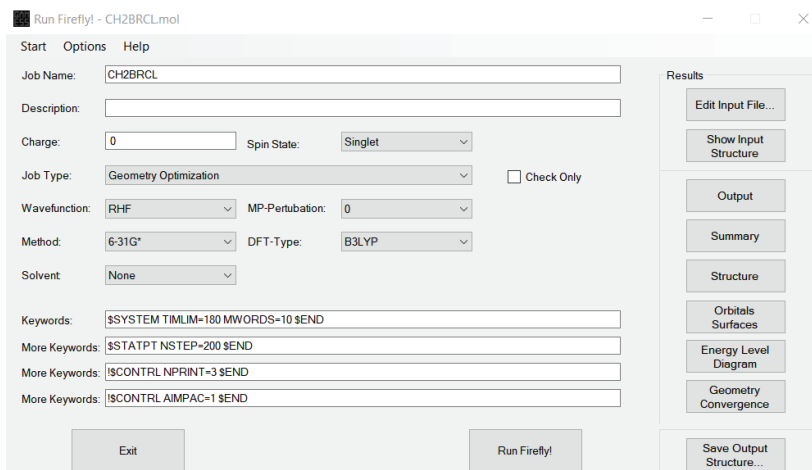 Run Firefly! - CH2BRCL.mol
Start Options Help
Job Name: CH2BRCL
Description:
Charge: 0 Spin State: Singlet
Job Type: Geometry Optimization Check Only
Wavefunction: RHF MP-Pertubation: 0
Method: 6-31G* DFT-Type: B3LYP
Solvent: None
Keywords: $SYSTEM TIMLIM=180 MWORDS=10 $END
More Keywords: $STATPT NSTEP=200 $END
More Keywords: !$CONTRL NPRINT=3 $END
More Keywords: !$CONTRL AIMPAC=1 $END
Exit Run Firefly!
Results
Edit Input File...
Show Input
Structure
Output
Summary
Structure
Orbitals
Surfaces
Energy Level
Diagram
Geometry
Convergence
Save Output
Structure...